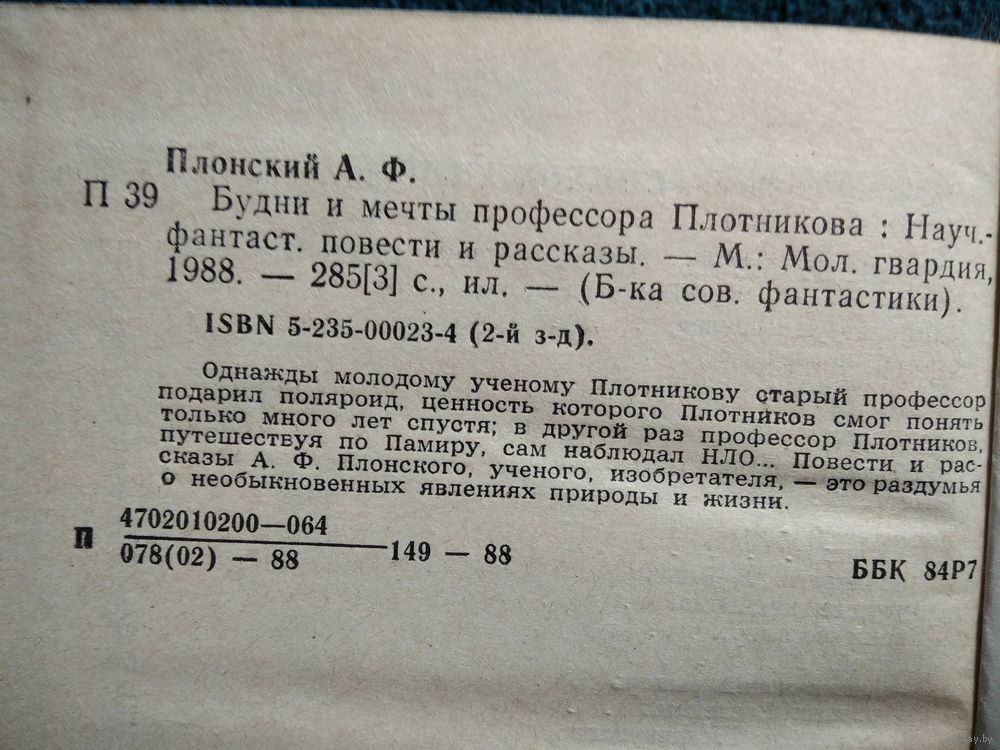 Плонский А. Ф.
П 39 Будни и мечты профессора Плотникова : Науч.-
фантаст. повести и рассказы. — М.: Мол. гвардия,
1988. — 285[3] с., ил. — (Б-ка сов. фантастики).
ISBN 5-235-00023-4 (2-й з-д).
Однажды молодому ученому Плотникову старый профессор
подарил поляроид, ценность которого Плотников смог понять
только много лет спустя; в другой раз профессор Плотников,
путешествуя по Памиру, сам наблюдал НЛО... Повести и рас-
сказы А. Ф. Плонского, ученого, изобретателя, — это раздумья
о необыкновенных явлениях природы и жизни.
П 4702010200—064
078(02) — 88
149 — 88
ББК 84Р7